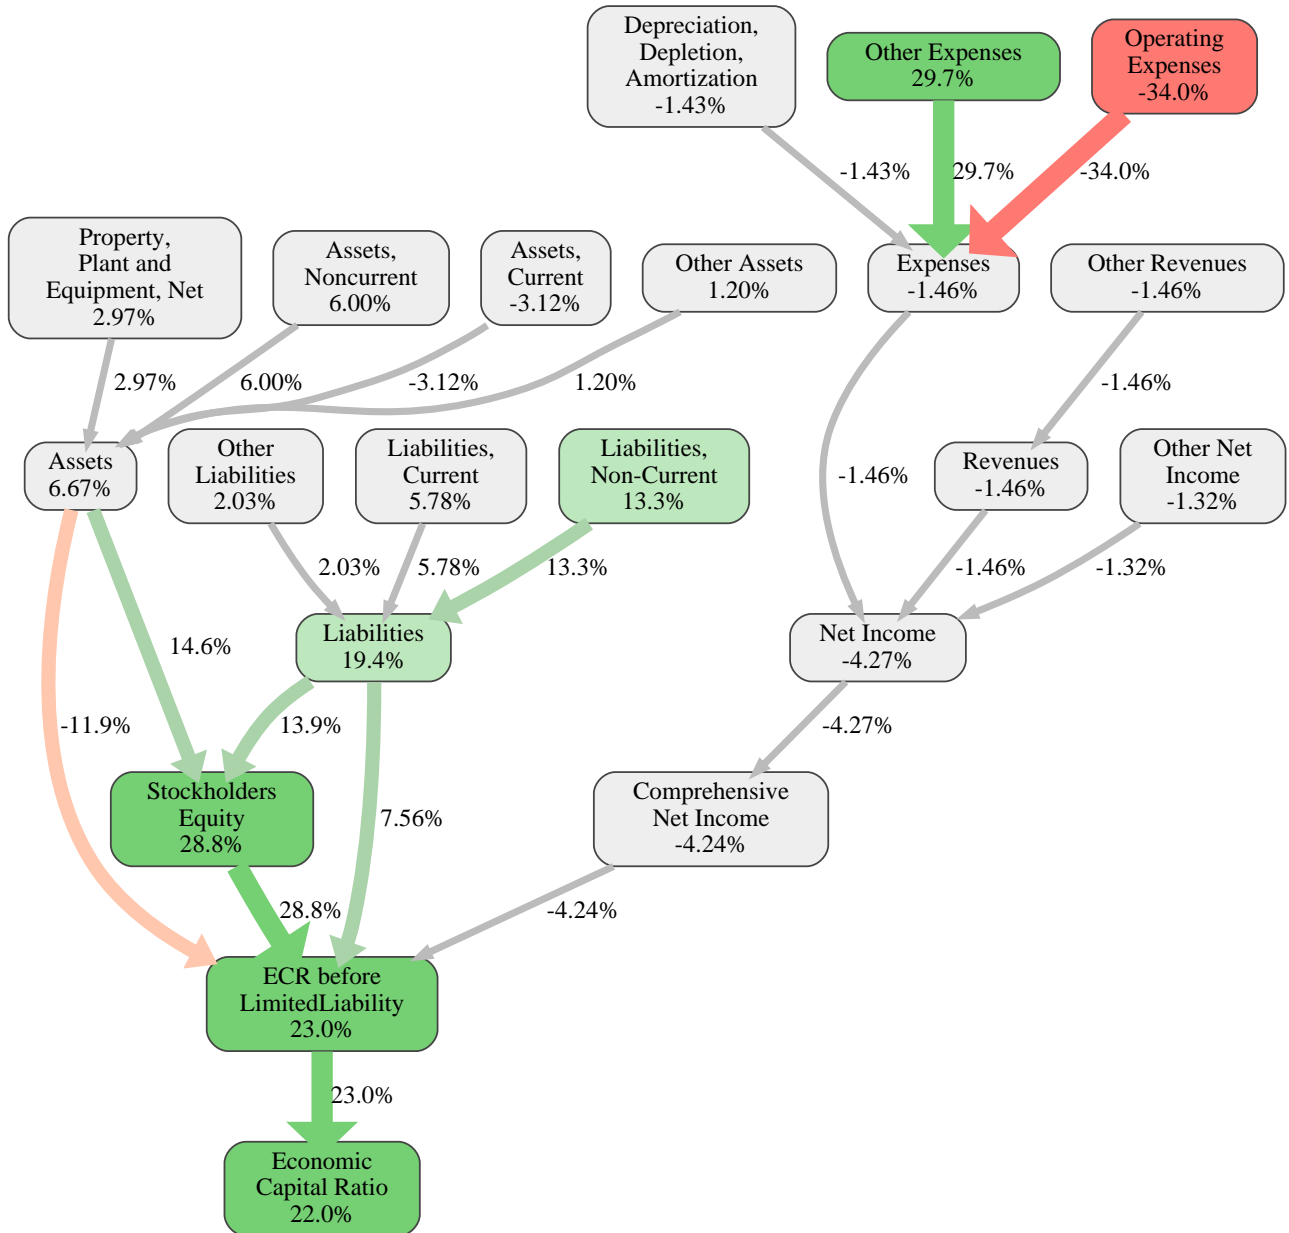 Depreciation,
Depletion,
Amortization
-1.43%
Other Expenses
29.7%
Operating
Expenses
-34.0%
-1.43%
29.7%
-34.0%
Property,
Plant and
Equipment, Net
2.97%
Assets,
Noncurrent
6.00%
Assets,
Current
-3.12%
Other Assets
1.20%
Expenses
-1.46%
Other Revenues
-1.46%
2.97%
6.00%
-3.12%
1.20%
-1.46%
Assets
6.67%
Other
Liabilities
2.03%
Liabilities,
Current
5.78%
Liabilities,
Non-Current
13.3%
-1.46%
Revenues
-1.46%
Other Net
Income
-1.32%
2.03%
5.78%
13.3%
-1.46%
-1.32%
14.6%
Liabilities
19.4%
Net Income
-4.27%
-11.9%
13.9%
-4.27%
Stockholders
Equity
28.8%
7.56%
Comprehensive
Net Income
-4.24%
28.8%
-4.24%
ECR before
LimitedLiability
23.0%
23.0%
Economic
Capital Ratio
22.0%